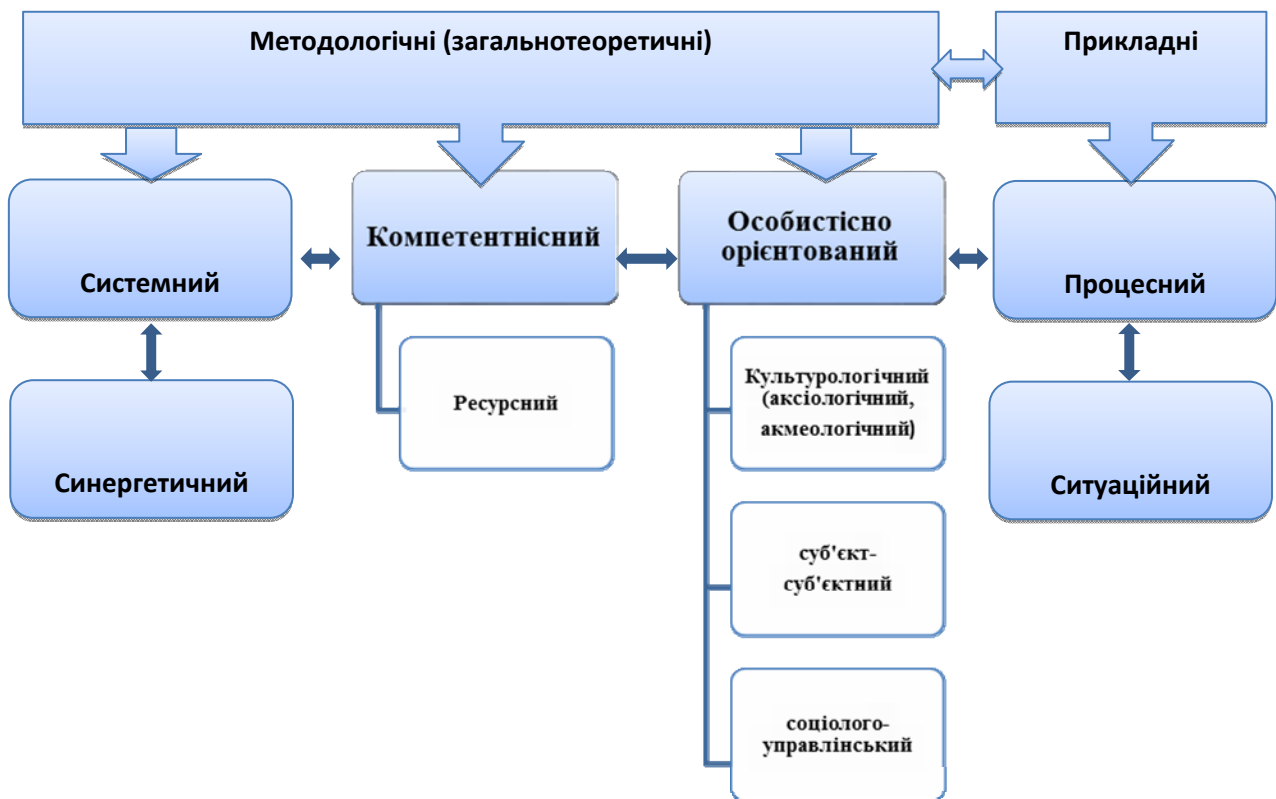 Методологічні (загальнотеоретичні)
Прикладні
Системний
Компетентнісний
Особистісно
орієнтований
Процесний
Синергетичний
Ресурсний
Культурологічний
(аксіологічний,
акмеологічний)
Ситуаційний
суб'єкт-
суб'єктний
соціолого-
управлінський